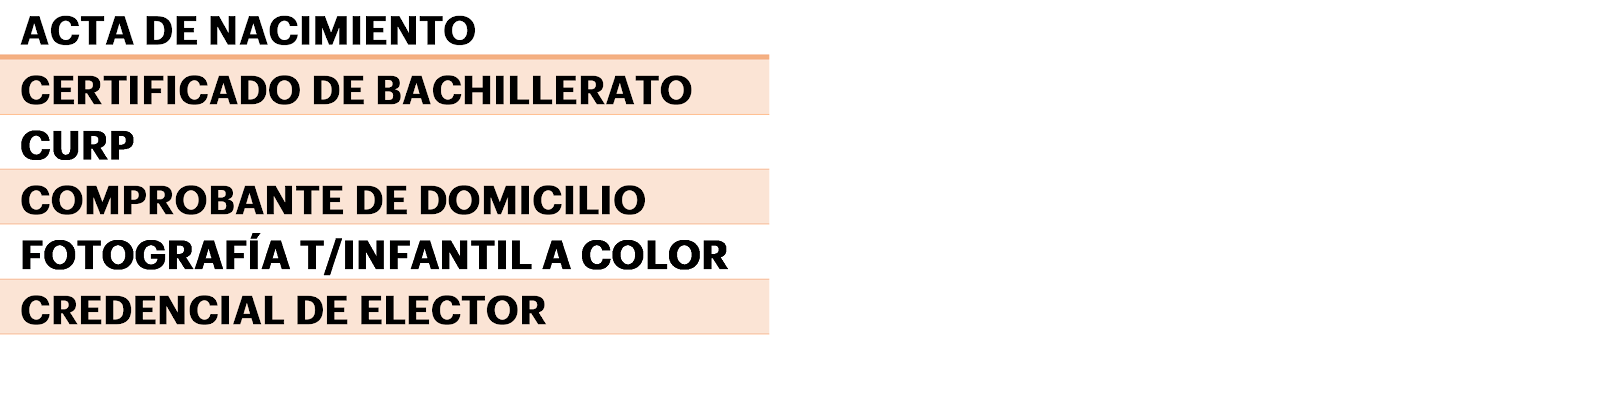 ACTA DE NACIMIENTO
CERTIFICADO DE BACHILLERATO
CURP
COMPROBANTE DE DOMICILIO
FOTOGRAFÍA T/INFANTIL A COLOR
CREDENCIAL DE ELECTOR